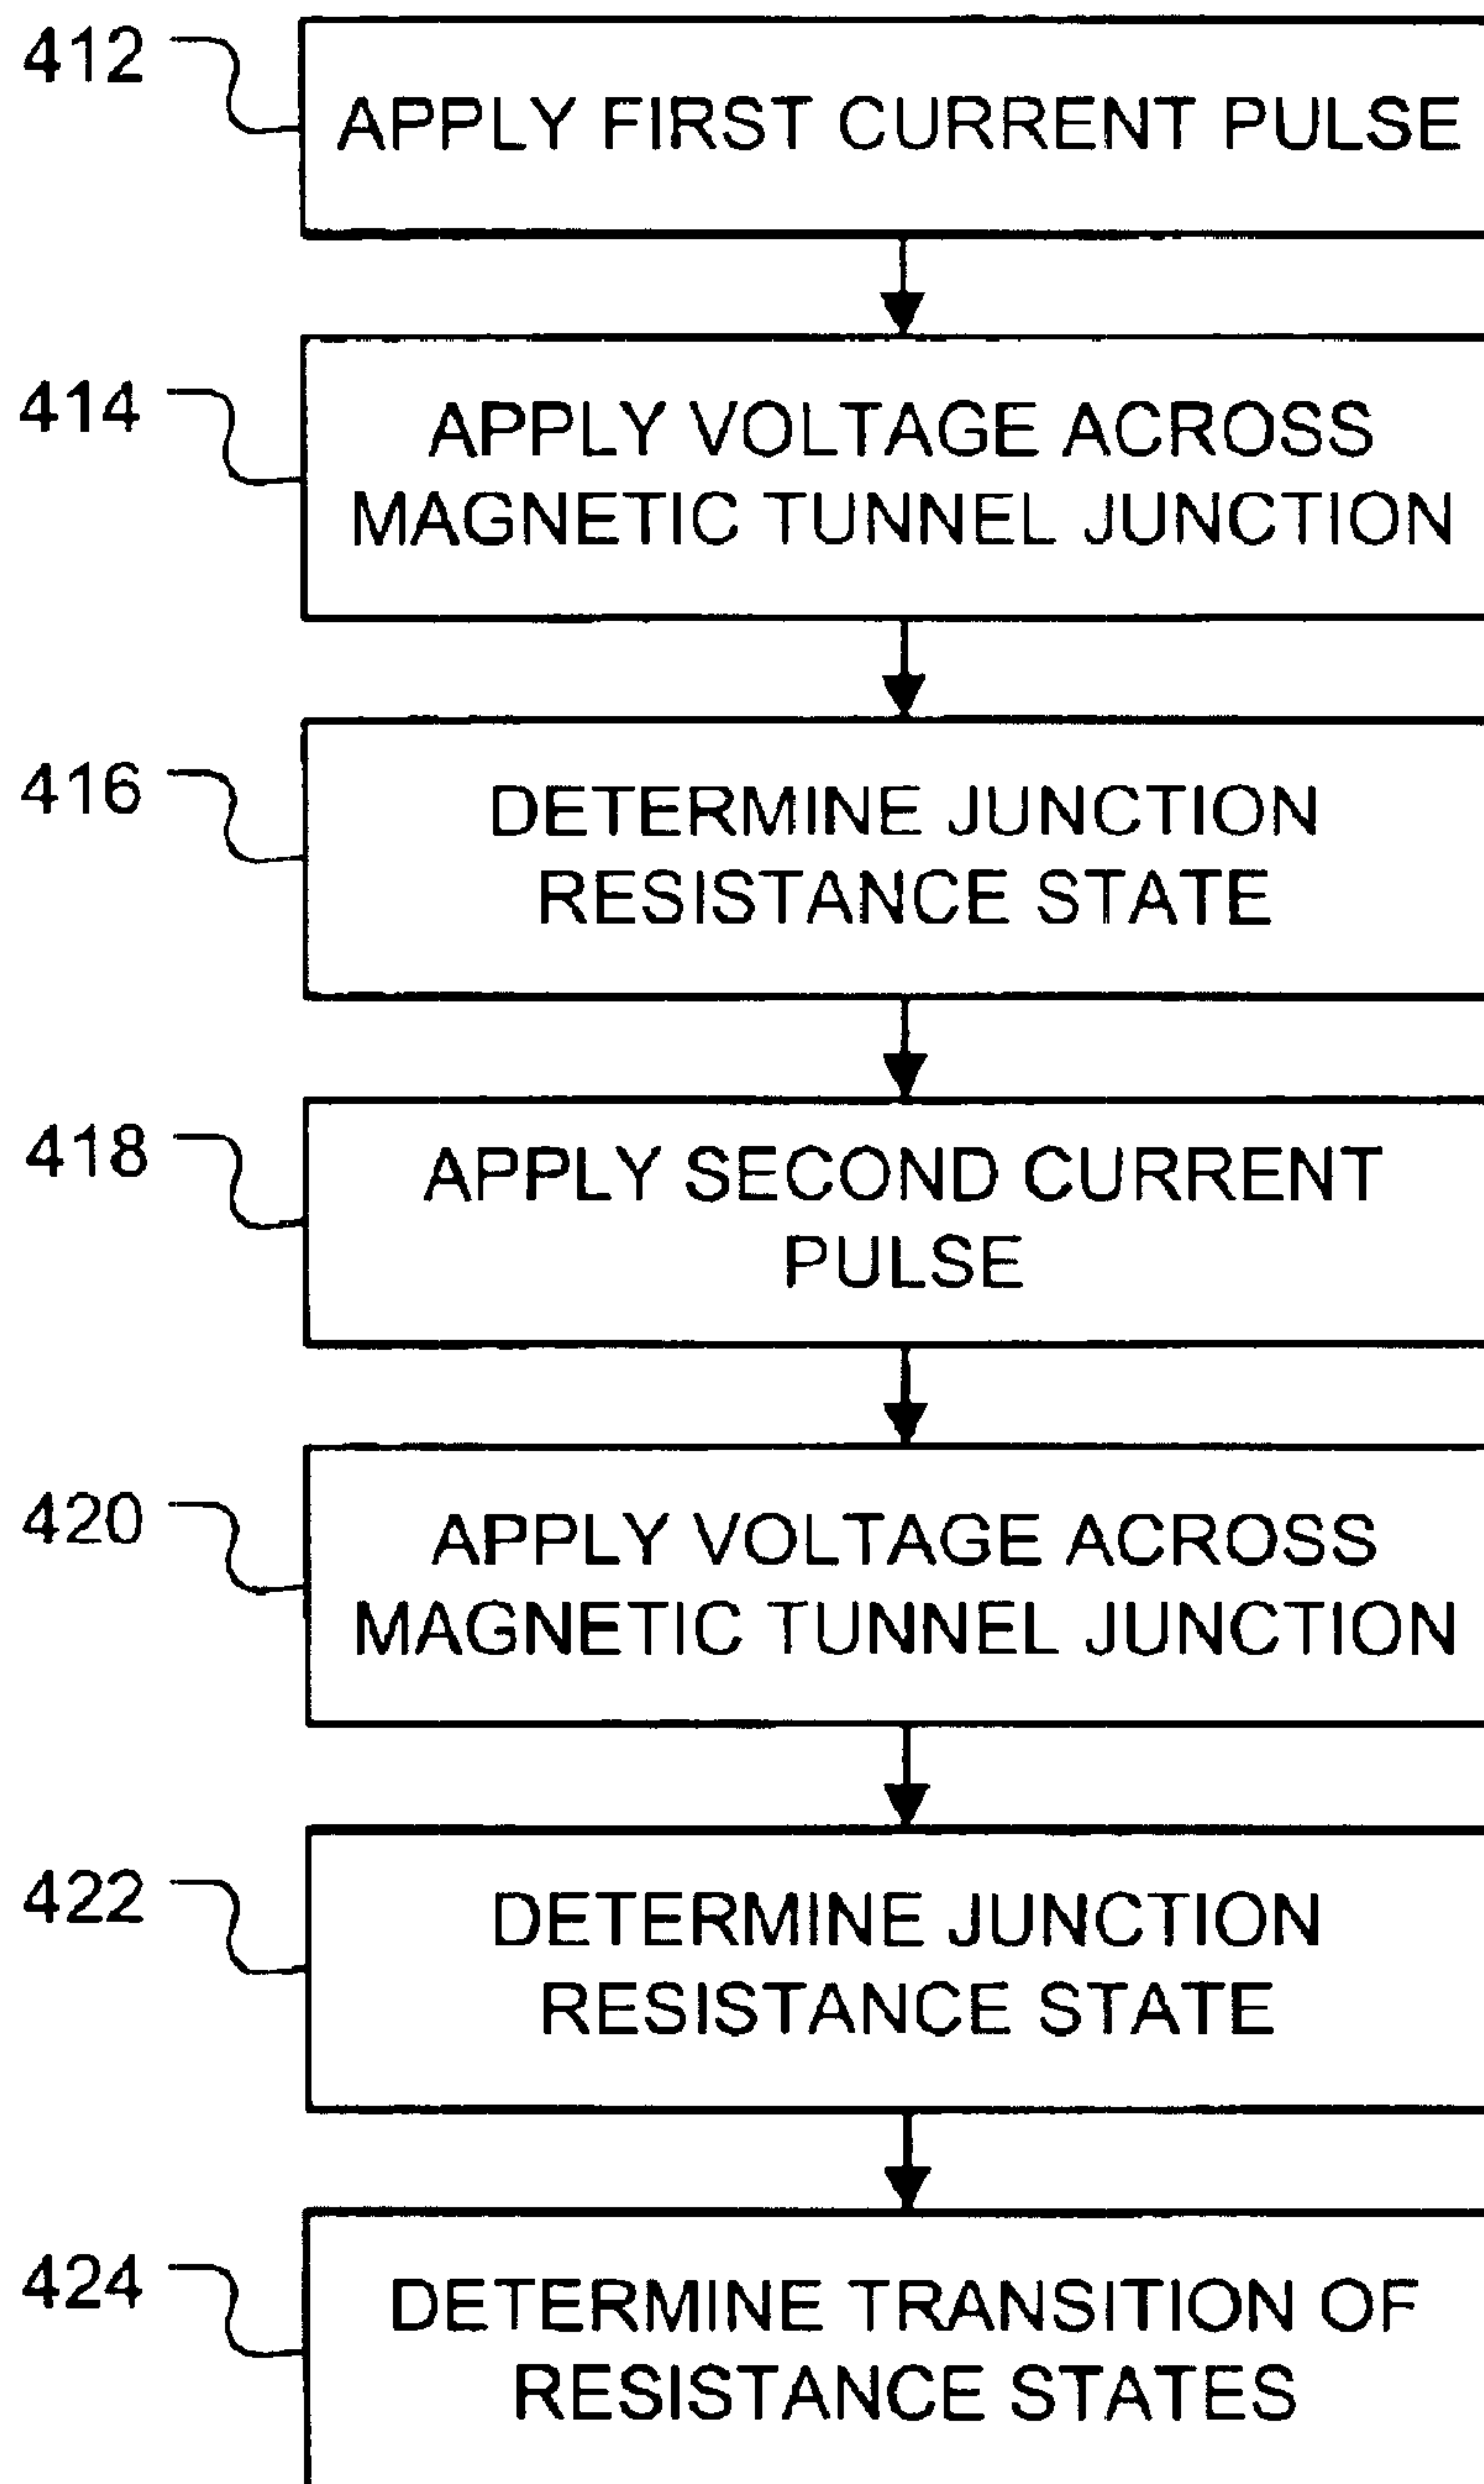 412
APPLY FIRST CURRENT PULSE
414
APPLY VOLTAGE ACROSS
MAGNETIC TUNNEL JUNCTION
416
DETERMINE JUNCTION
RESISTANCE STATE
418
APPLY SECOND CURRENT
PULSE
420
APPLY VOLTAGE ACROSS
MAGNETIC TUNNEL JUNCTION
422
DETERMINE JUNCTION
RESISTANCE STATE
424
DETERMINE TRANSITION OF
RESISTANCE STATES